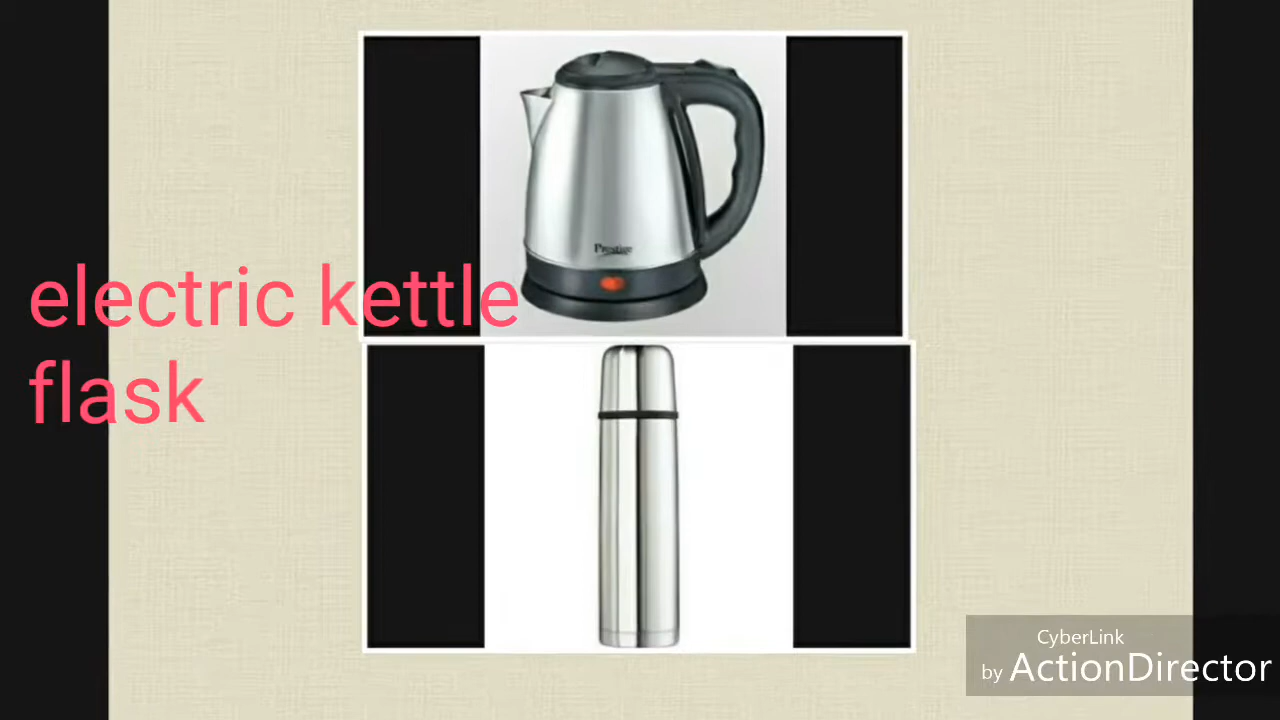 Prestige
electric kettle
flask
CyberLink
by ActionDirector